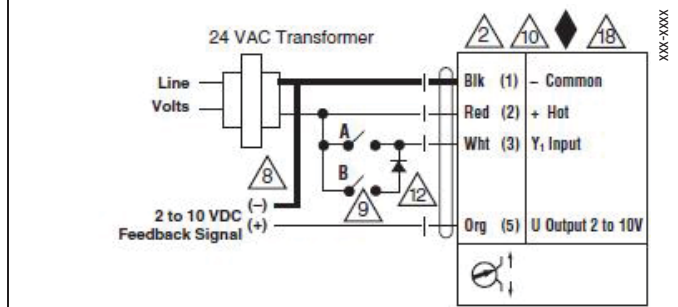 24 VAC Transformer
Line
Volts
A
B
8
9
12
2 to 10 VDC (–)
Feedback Signal (+)
2
10
18
Blk (1) – Common
Red (2) + Hot
Wht (3) Y₁ Input
Org (5) U Output 2 to 10V
XXX-XXXX